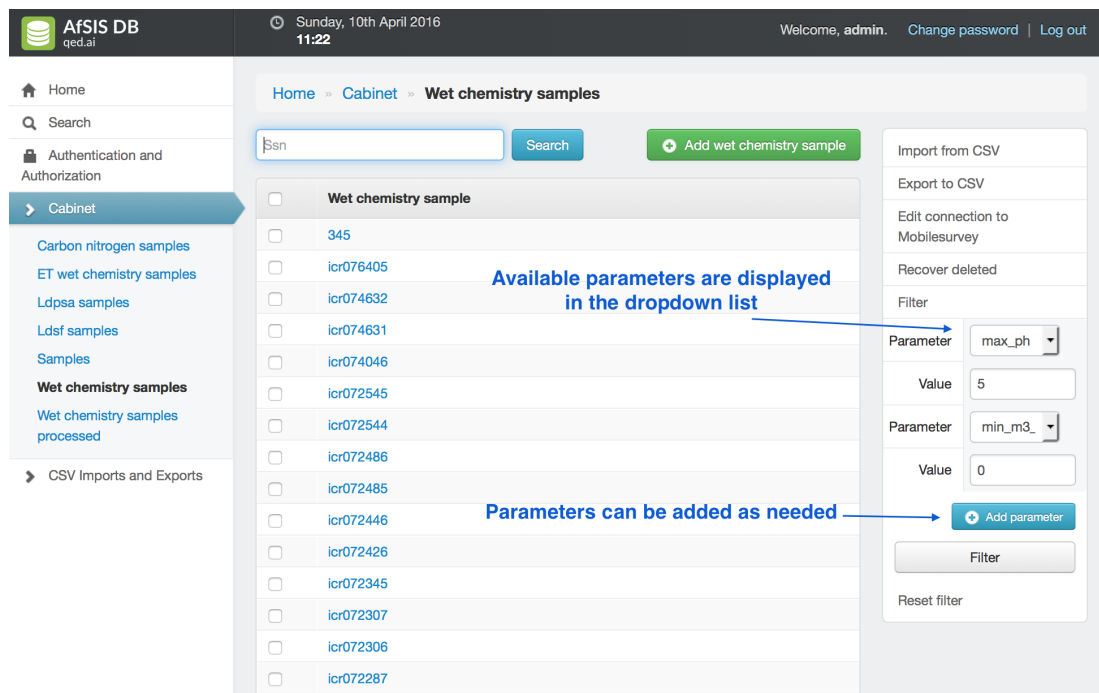 AfSIS DB
qed.ai
Sunday, 10th April 2016
11:22
Welcome, admin. Change password | Log out
Home
Search
Authentication and
Authorization
Cabinet
Carbon nitrogen samples
ET wet chemistry samples
Ldpsa samples
Ldsf samples
Samples
Wet chemistry samples
Wet chemistry samples
processed
CSV Imports and Exports
Home » Cabinet » Wet chemistry samples
Ssn
Search
Add wet chemistry sample
Wet chemistry sample
345
icr076405
icr074632
icr074631
icr074046
icr072545
icr072544
icr072486
icr072485
icr072446
icr072426
icr072345
icr072307
icr072306
icr072287
Available parameters are displayed
in the dropdown list
Parameters can be added as needed
Import from CSV
Export to CSV
Edit connection to
Mobilesurvey
Recover deleted
Filter
Parameter max_ph
Value 5
Parameter min_m3_
Value 0
Add parameter
Filter
Reset filter